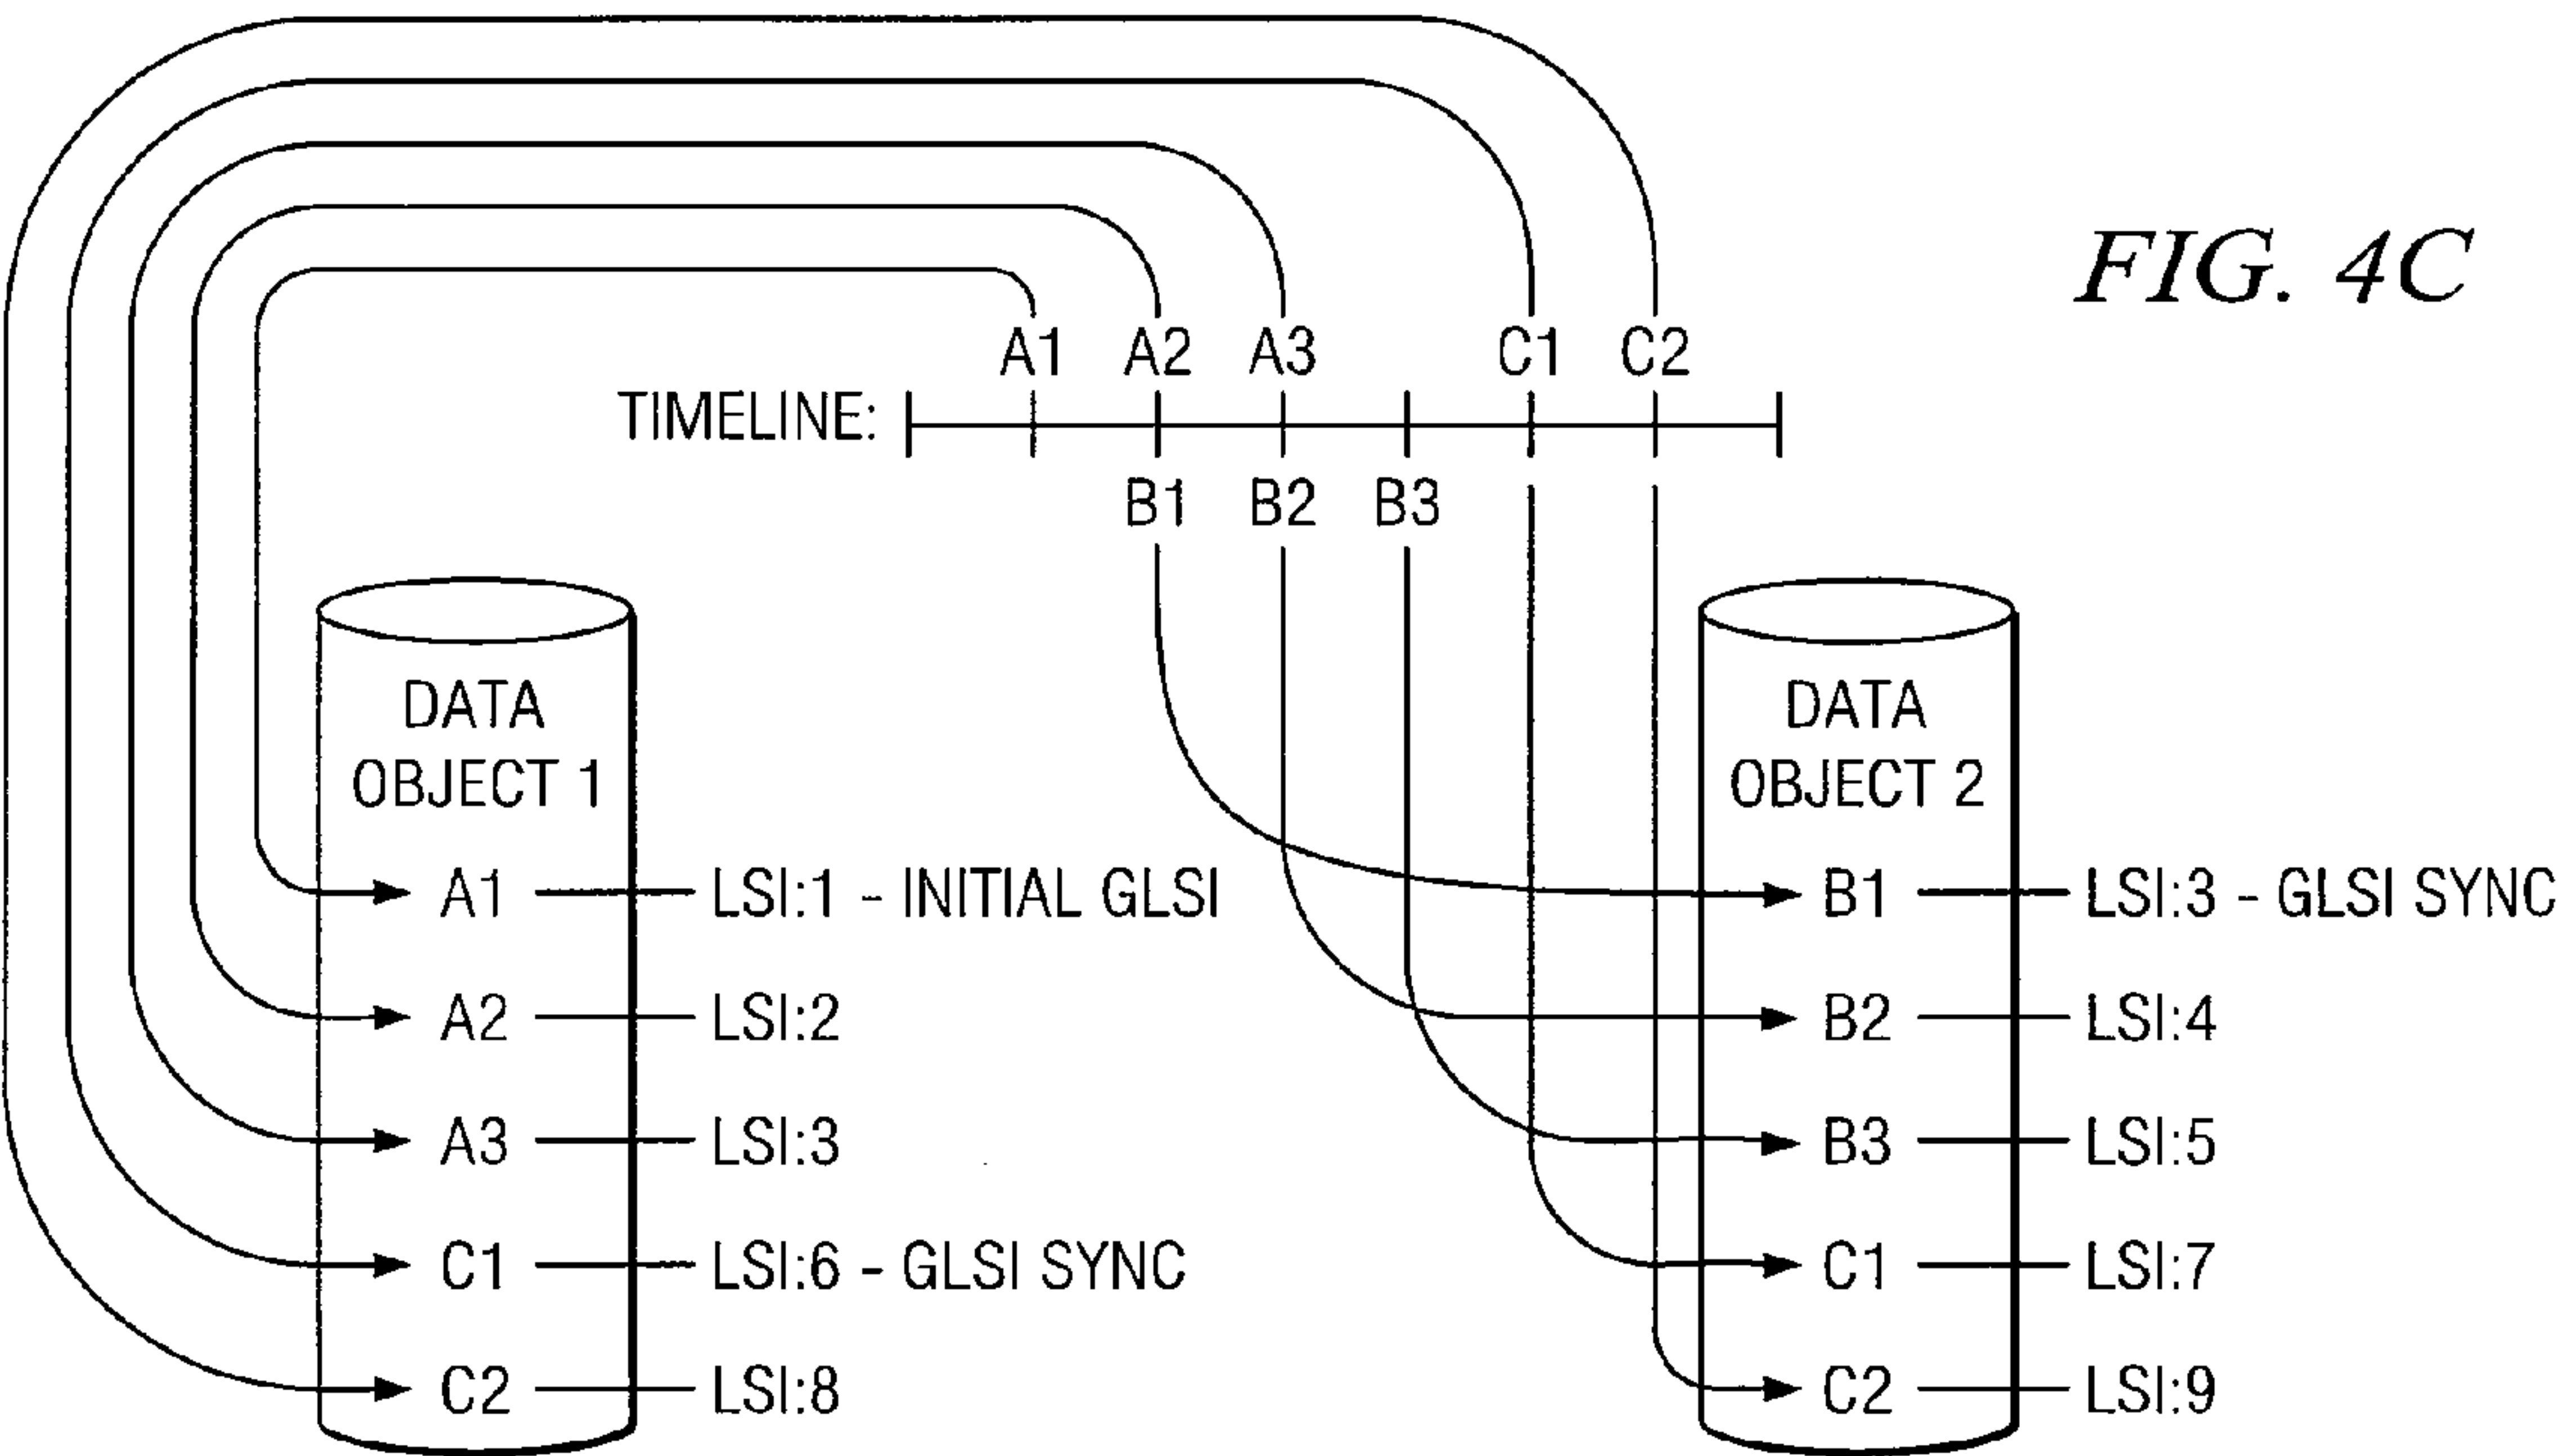 FIG. 4C
A1 A2 A3 C1 C2
TIMELINE:
B1 B2 B3
DATA
OBJECT 1
A1 LSI:1 - INITIAL GLSI
A2 LSI:2
A3 LSI:3
C1 LSI:6 - GLSI SYNC
C2 LSI:8
DATA
OBJECT 2
B1 LSI:3 - GLSI SYNC
B2 LSI:4
B3 LSI:5
C1 LSI:7
C2 LSI:9